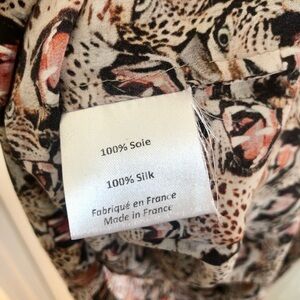 100% Soie
100% Silk
Fabriqué en France
Made in France